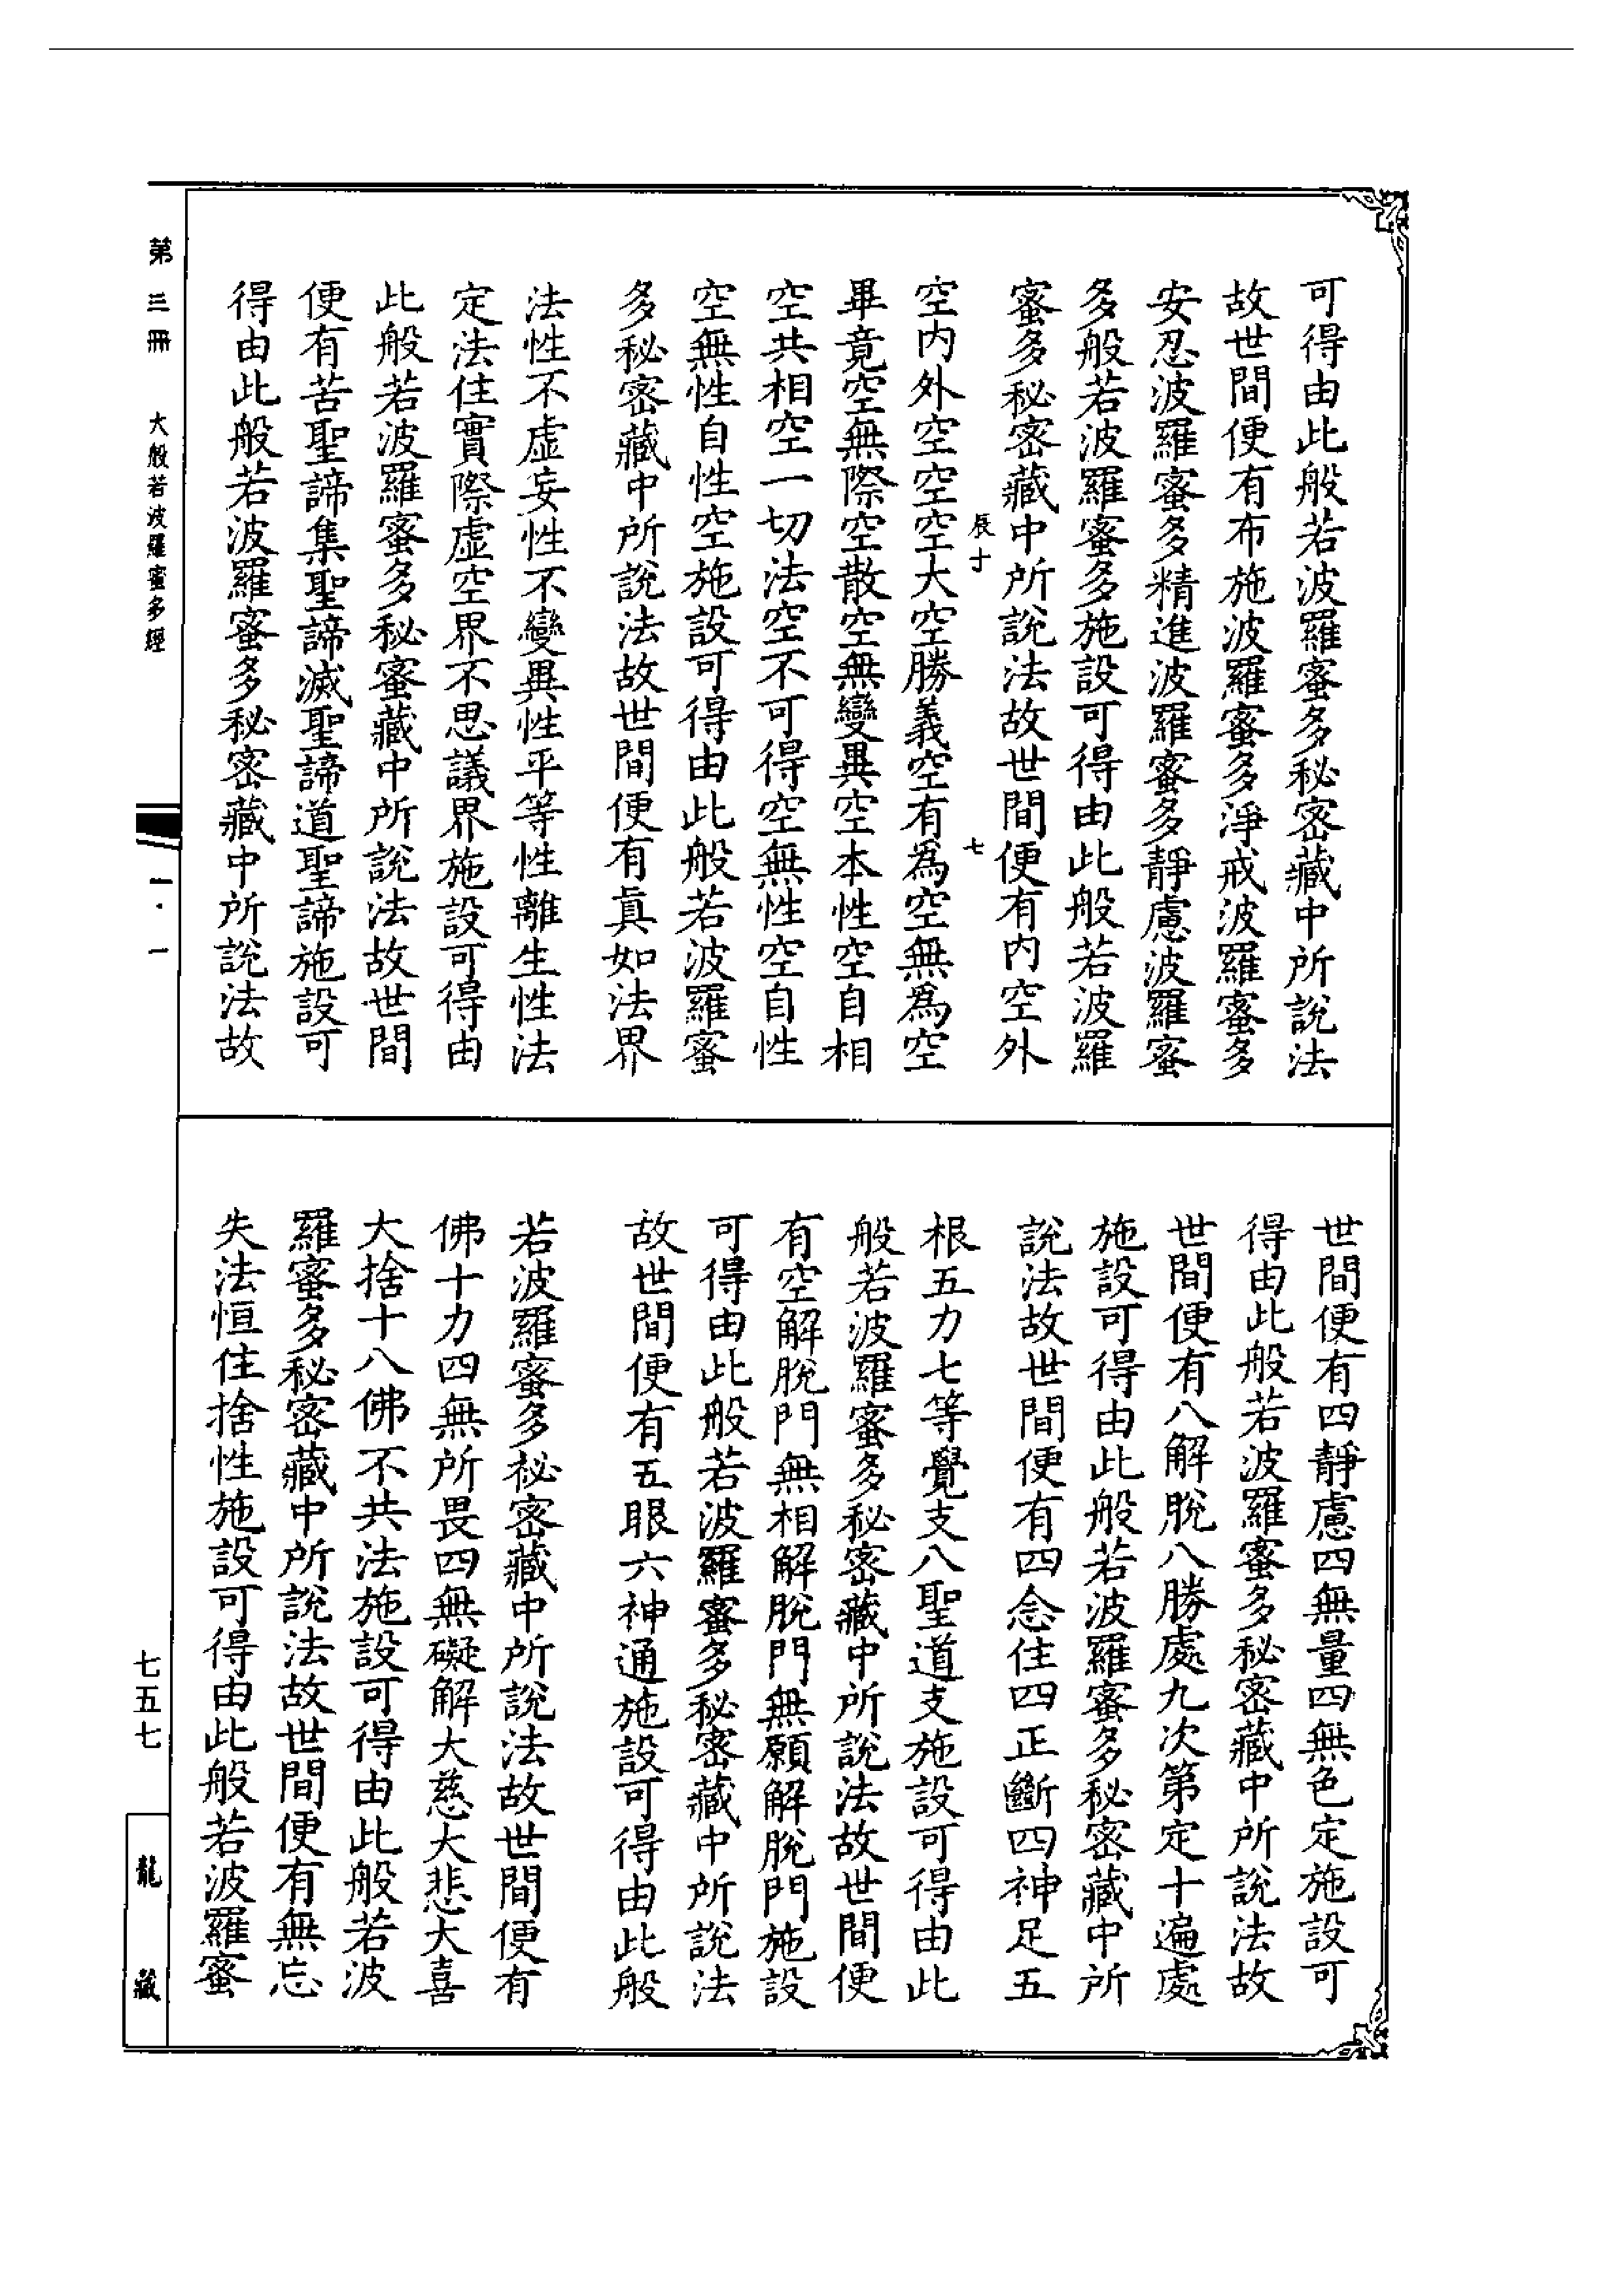 可得由此般若波羅蜜多秘密藏中所說法
故世間便有布施波羅蜜多淨戒波羅蜜多
安忍波羅蜜多精進波羅蜜多靜慮波羅蜜
多般若波羅蜜多施設可得由此般若波羅
蜜多秘密藏中所說法故世間便有內空外
辰十 七
空內外空空空大空勝義空有為空無為空
畢竟空無際空散空無變異空本性空自相
空共相空一切法空不可得空無性空自性
空無性自性空施設可得由此般若波羅蜜
多秘密藏中所說法故世間便有真如法界
法性不虛妄性不變異性平等性離生性法
定法住實際虛空界不思議界施設可得由
此般若波羅蜜多秘蜜藏中所說法故世間
便有苦聖諦集聖諦滅聖諦道聖諦施設可
得由此般若波羅蜜多秘密藏中所說法故
世間便有四靜慮四無量四無色定施設可
得由此般若波羅蜜多秘密藏中所說法故
世間便有八解脫八勝處九次第定十遍處
施設可得由此般若波羅蜜多秘密藏中所
說法故世間便有四念住四正斷四神足五
根五力七等覺支八聖道支施設可得由此
般若波羅蜜多秘密藏中所說法故世間便
有空解脫門無相解脫門無願解脫門施設
可得由此般若波羅蜜多秘密藏中所說法
故世間便有五眼六神通施設可得由此般
若波羅蜜多祕密藏中所說法故世間便有
佛十力四無所畏四無礙解大慈大悲大喜
大捨十八佛不共法施設可得由此般若波
羅蜜多秘密藏中所說法故世間便有無忘
失法恒住捨性施設可得由此般若波羅蜜
第三冊 大般若波羅蜜多經 一·一
七五七
龍藏